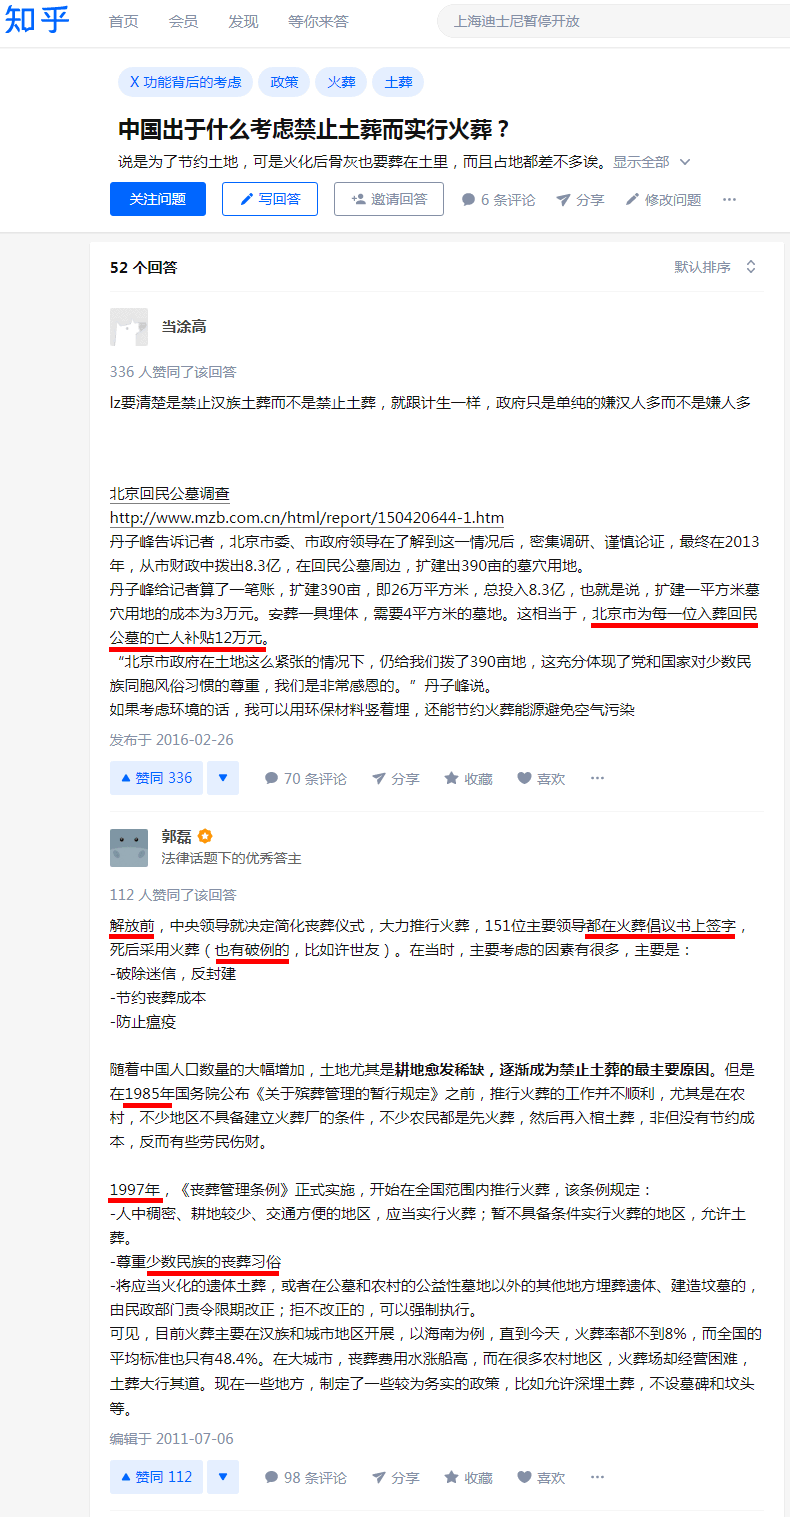 知乎 首页 会员 发现 等你来答 上海迪士尼暂停开放
X 功能背后的考虑 政策 火葬 土葬
中国出于什么考虑禁止土葬而实行火葬？
说是为了节约土地，可是火化后骨灰也要葬在土里，而且占地都差不多诶。显示全部
关注问题 写回答 邀请回答 6 条评论 分享 修改问题 ···
52 个回答 默认排序
当涂高
336 人赞同了该回答
lz要清楚是禁止汉族土葬而不是禁止土葬，就跟计生一样，政府只是单纯的嫌汉人多而不是嫌人多
北京回民公墓调查
http://www.mzb.com.cn/html/report/150420644-1.htm
丹子峰告诉记者，北京市委、市政府领导在了解到这一情况后，密集调研、谨慎论证，最终在2013
年，从市财政中拨出8.3亿，在回民公墓周边，扩建出390亩的墓穴用地。
丹子峰给记者算了一笔账，扩建390亩，即26万平方米，总投入8.3亿，也就是说，扩建一平方米墓
穴用地的成本为3万元。安葬一具埋体，需要4平方米的墓地。这相当于，北京市为每一位入葬回民
公墓的亡人补贴12万元。
“北京市政府在土地这么紧张的情况下，仍给我们拨了390亩地，这充分体现了党和国家对少数民
族同胞风俗习惯的尊重，我们是非常感恩的。”丹子峰说。
如果考虑环境的话，我可以用环保材料竖着埋，还能节约火葬能源避免空气污染
发布于 2016-02-26
赞同 336 70 条评论 分享 收藏 喜欢 ···
郭磊
法律话题下的优秀答主
112 人赞同了该回答
解放前，中央领导就决定简化丧葬仪式，大力推行火葬，151位主要领导都在火葬倡议书上签字，
死后采用火葬（也有破例的，比如许世友）。在当时，主要考虑的因素有很多，主要是：
-破除迷信，反封建
-节约丧葬成本
-防止瘟疫
随着中国人口数量的大幅增加，土地尤其是耕地愈发稀缺，逐渐成为禁止土葬的最主要原因。但是
在1985年国务院公布《关于殡葬管理的暂行规定》之前，推行火葬的工作并不顺利，尤其是在农
村，不少地区不具备建立火葬厂的条件，不少农民都是先火葬，然后再入棺土葬，非但没有节约成
本，反而有些劳民伤财。
1997年，《丧葬管理条例》正式实施，开始在全国范围内推行火葬，该条例规定：
-人中稠密、耕地较少、交通方便的地区，应当实行火葬；暂不具备条件实行火葬的地区，允许土
葬。
-尊重少数民族的丧葬习俗
-将应当火化的遗体土葬，或者在公墓和农村的公益性墓地以外的其他地方埋葬遗体、建造坟墓的，
由民政部门责令限期改正；拒不改正的，可以强制执行。
可见，目前火葬主要在汉族和城市地区开展，以海南为例，直到今天，火葬率都不到8%，而全国的
平均标准也只有48.4%。在大城市，丧葬费用水涨船高，而在很多农村地区，火葬场却经营困难，
土葬大行其道。现在一些地方，制定了一些较为务实的政策，比如允许深埋土葬，不设墓碑和坟头
等。
编辑于 2011-07-06
赞同 112 98 条评论 分享 收藏 喜欢 ···